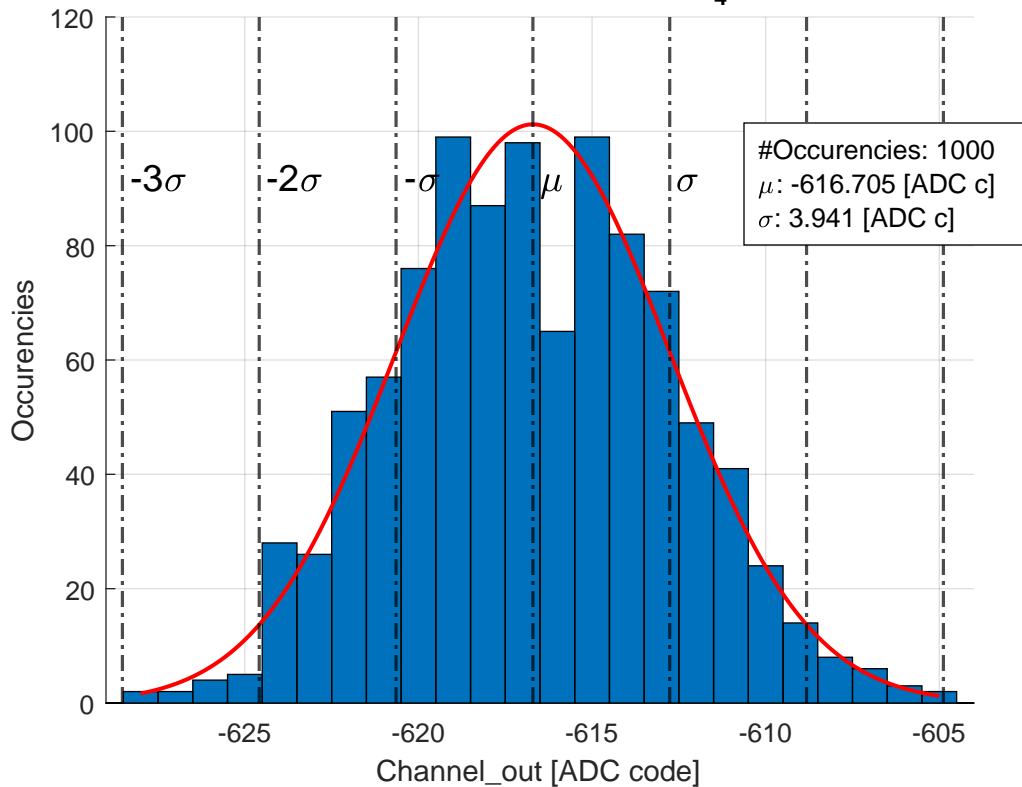 4
120
100
80
60
40
20
0
Occurencies
-3σ
-2σ
-σ
μ
σ
#Occurencies: 1000
μ: -616.705 [ADC c]
σ: 3.941 [ADC c]
-625
-620
-615
-610
-605
Channel_out [ADC code]